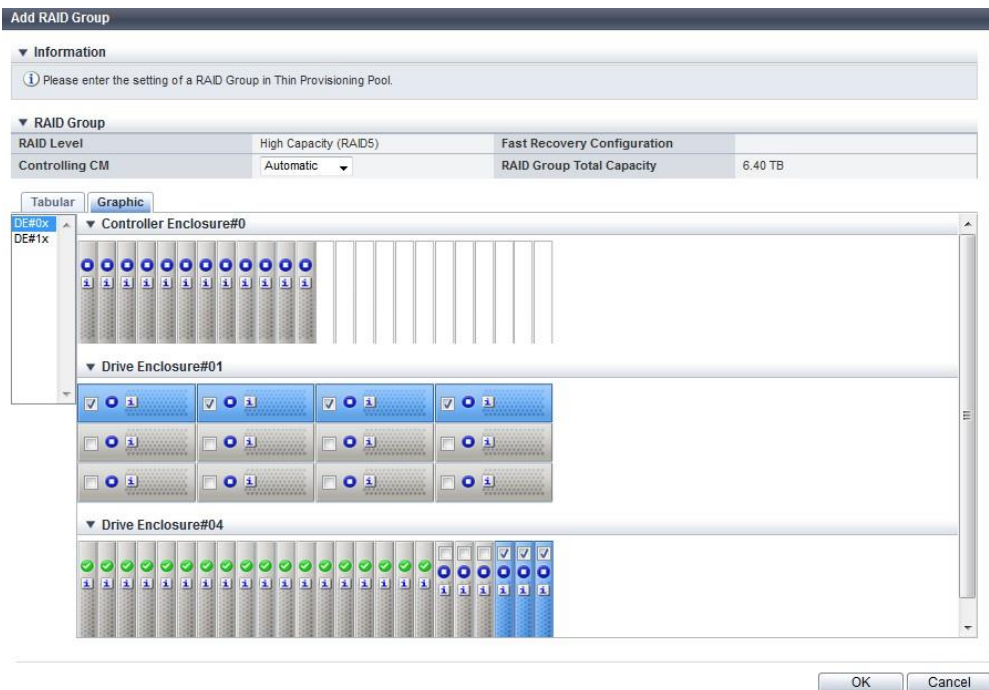 Add RAID Group
Information
Please enter the setting of a RAID Group in Thin Provisioning Pool.
RAID Group
RAID Level High Capacity (RAID5) Fast Recovery Configuration
Controlling CM Automatic RAID Group Total Capacity 6.40 TB
Tabular Graphic
DE#0x
DE#1x
Controller Enclosure#0
Drive Enclosure#01
Drive Enclosure#04
OK Cancel